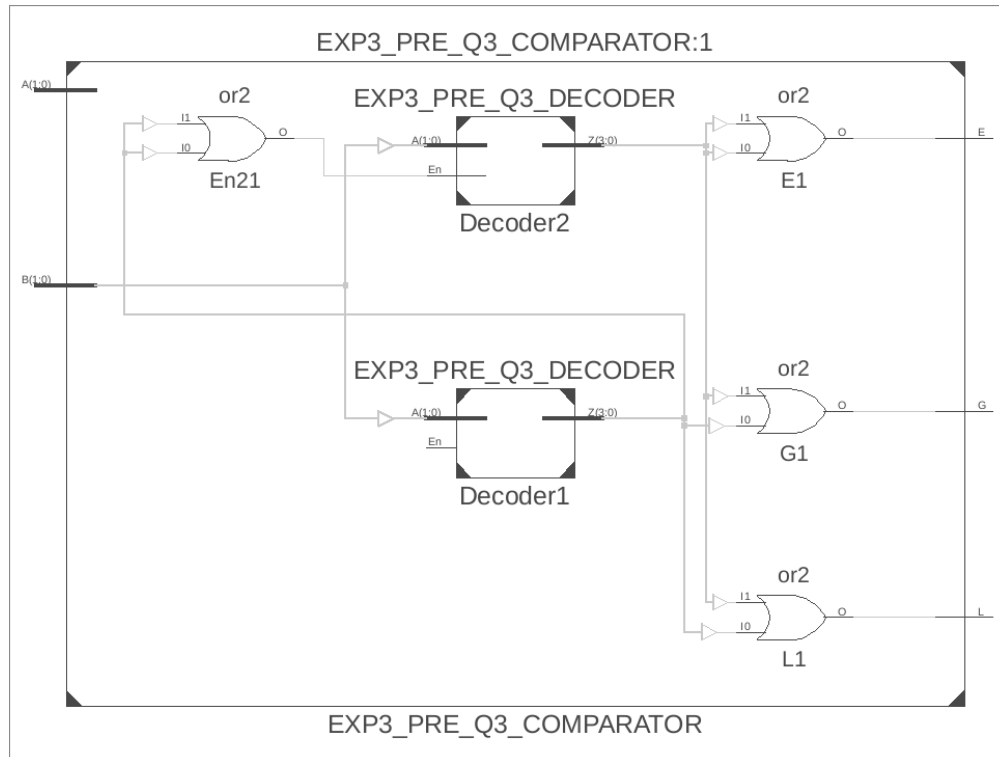 EXP3_PRE_Q3_COMPARATOR:1
A(1:0)
or2
EXP3_PRE_Q3_DECODER
or2
I1
I0
O
En21
A(1:0)
En
Z(3:0)
Decoder2
I1
I0
O
E
E1
B(1:0)
EXP3_PRE_Q3_DECODER
or2
A(1:0)
En
Z(3:0)
Decoder1
I1
I0
O
G
G1
or2
I1
I0
O
L
L1
EXP3_PRE_Q3_COMPARATOR